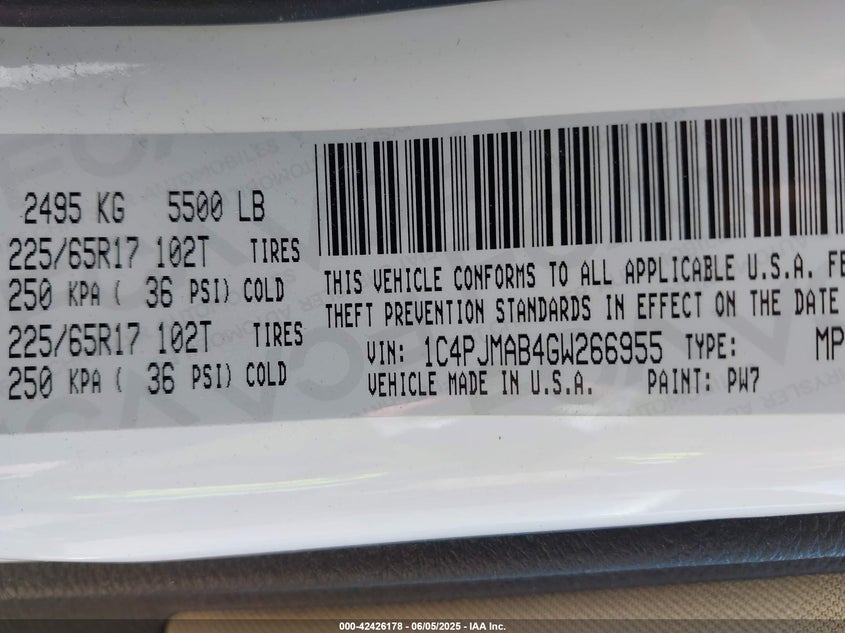 2495 KG 5500 LB
225/65R17 102T TIRES
250 KPA ( 36 PSI) COLD
225/65R17 102T TIRES
250 KPA ( 36 PSI) COLD
THIS VEHICLE CONFORMS TO ALL APPLICABLE U.S.A. FE
THEFT PREVENTION STANDARDS IN EFFECT ON THE DATE
VIN: 1C4PJMAB4GW266955 TYPE: MP
VEHICLE MADE IN U.S.A. PAINT: PW7
000-42426178 - 06/05/2025 - IAA Inc.